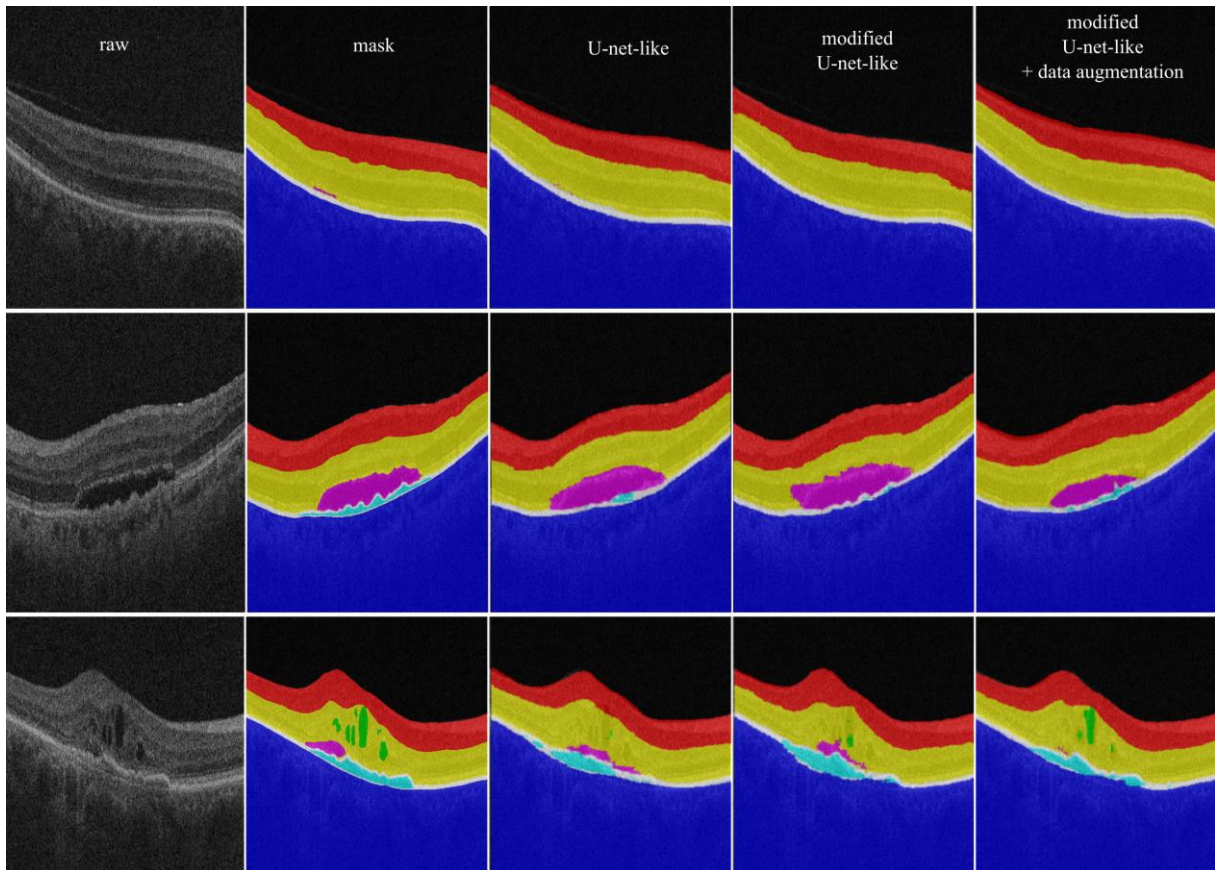 raw
mask
U-net-like
modified
U-net-like
modified
U-net-like
+ data augmentation